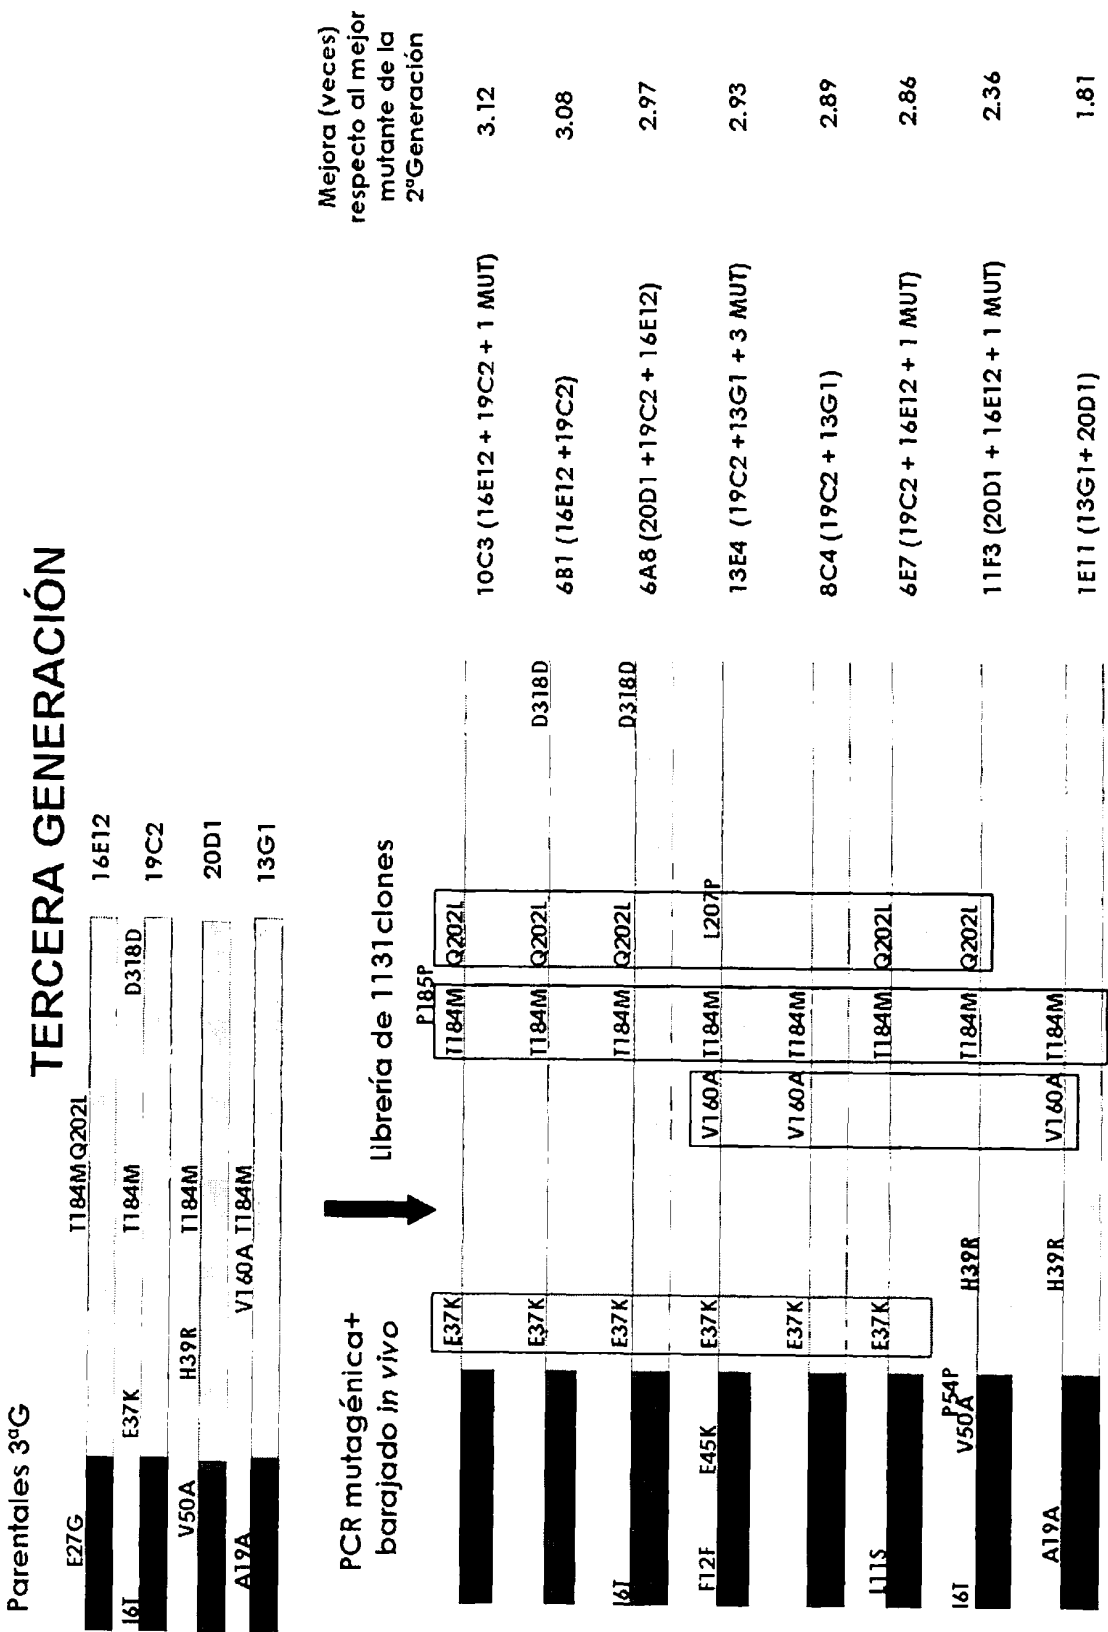 TERCERA GENERACIÓN
Parentales 3ªG
E27G T184M Q202L 16E12
I6T E37K T184M D318D 19C2
V50A H39R T184M 20D1
A19A V160A T184M 13G1
PCR mutagénica+
barajado in vivo
Librería de 1131clones
Mejora (veces)
respecto al mejor
mutante de la
2ªGeneración
P185P
E37K T184M Q202L 10C3 (16E12 + 19C2 + 1 MUT) 3.12
E37K T184M Q202L D318D 6B1 (16E12 +19C2) 3.08
I6T E37K T184M Q202L D318D 6A8 (20D1 +19C2 + 16E12) 2.97
F12F E45K E37K V160A T184M L207P 13E4 (19C2 +13G1 + 3 MUT) 2.93
E37K V160A T184M 8C4 (19C2 + 13G1) 2.89
L11S E37K T184M Q202L 6E7 (19C2 + 16E12 + 1 MUT) 2.86
P54P
I6T V50A H39R T184M Q202L 11F3 (20D1 + 16E12 + 1 MUT) 2.36
A19A H39R V160A T184M 1E11 (13G1+ 20D1) 1.81